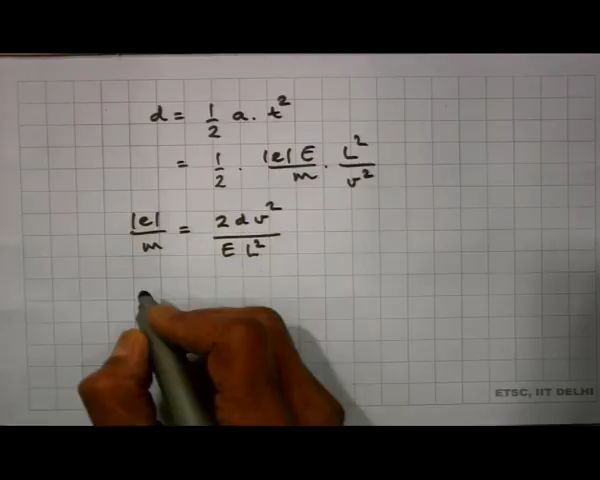 d = 1/2 a. t²
= 1/2 . |e| E/m . L²/v²
|e|/m = 2 d v²/E L²
ETSC, IIT DELHI